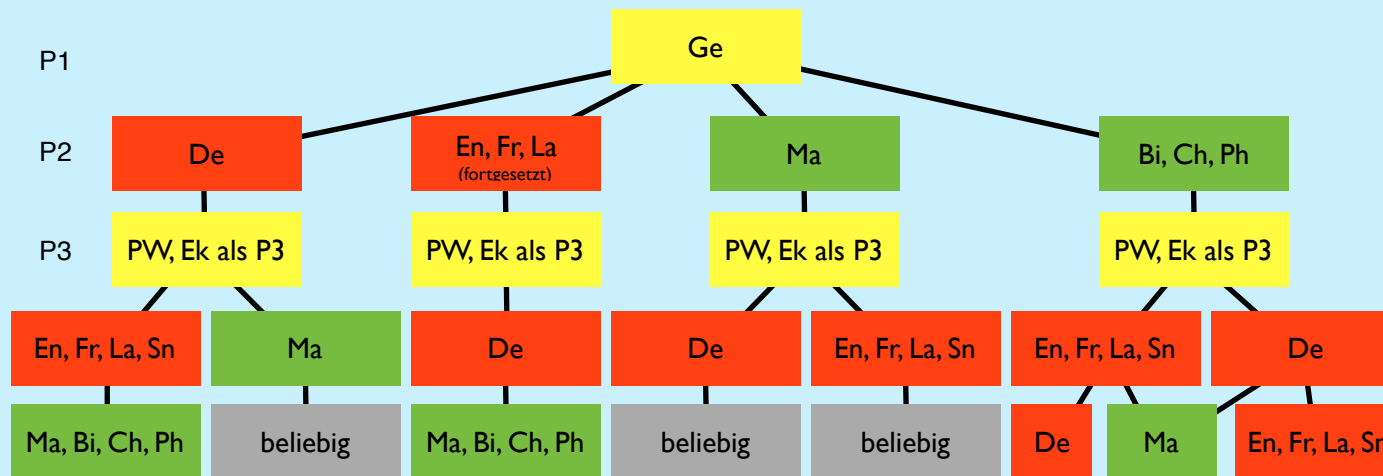 P1
Ge
P2
De
En, Fr, La
(fortgesetzt)
Ma
Bi, Ch, Ph
P3
PW, Ek als P3
PW, Ek als P3
PW, Ek als P3
PW, Ek als P3
En, Fr, La, Sn
Ma
De
De
En, Fr, La, Sn
En, Fr, La, Sn
De
Ma, Bi, Ch, Ph
beliebig
Ma, Bi, Ch, Ph
beliebig
beliebig
De
Ma
En, Fr, La, Sn